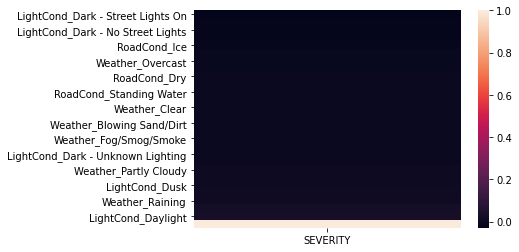 LightCond_Dark - Street Lights On
LightCond_Dark - No Street Lights
RoadCond_Ice
Weather_Overcast
RoadCond_Dry
RoadCond_Standing Water
Weather_Clear
Weather_Blowing Sand/Dirt
Weather_Fog/Smog/Smoke
LightCond_Dark - Unknown Lighting
Weather_Partly Cloudy
LightCond_Dusk
Weather_Raining
LightCond_Daylight
SEVERITY
1.0
0.8
0.6
0.4
0.2
0.0